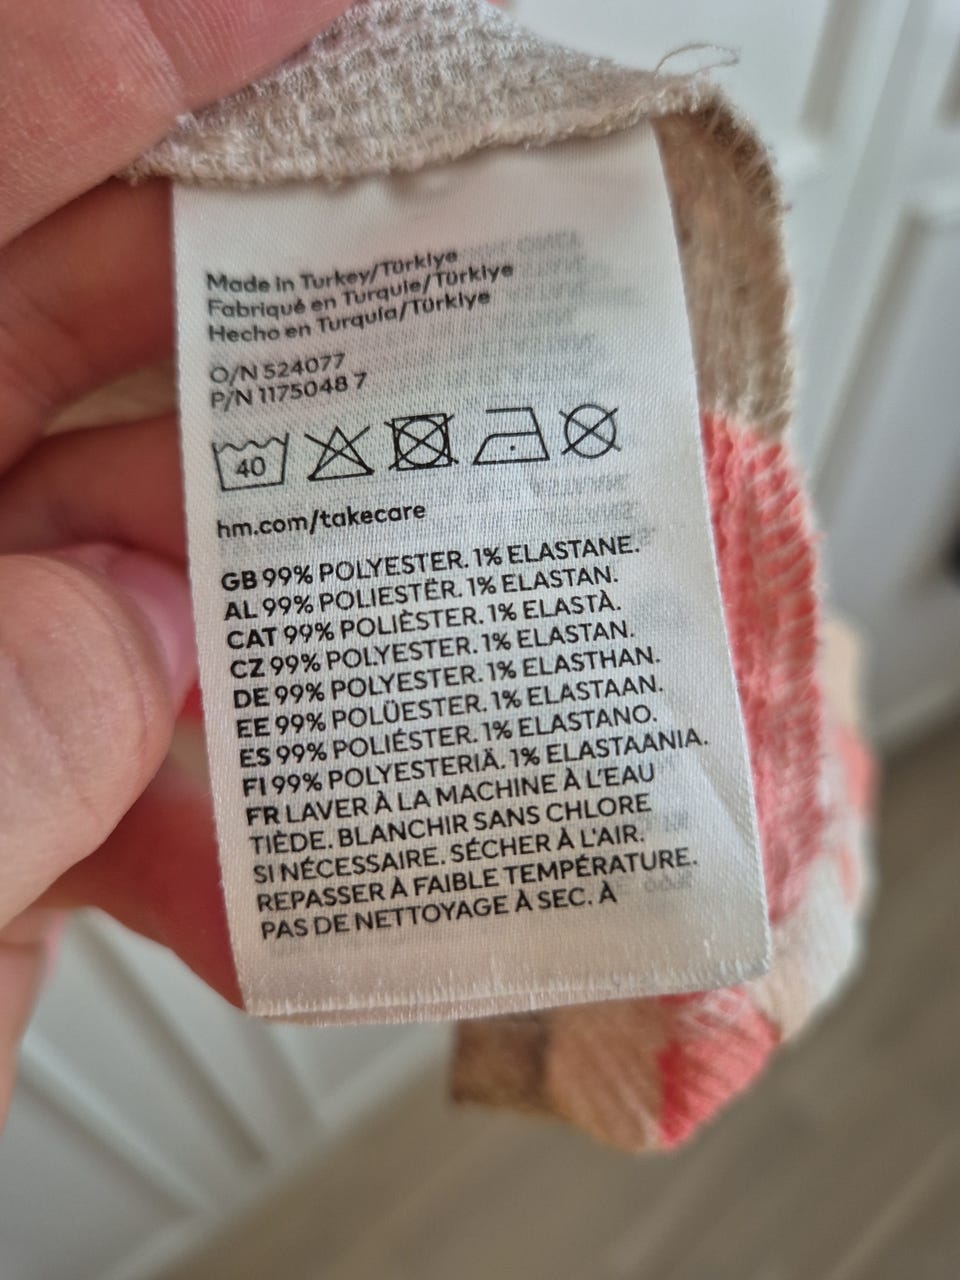 Made in Turkey/Türkiye
Fabriqué en Turquie/Türkiye
Hecho en Turquía/Türkiye
O/N 524077
P/N 1175048 7
40
hm.com/takecare
GB 99% POLYESTER. 1% ELASTANE.
AL 99% POLIESTËR. 1% ELASTAN.
CAT 99% POLIÈSTER. 1% ELASTÀ.
CZ 99% POLYESTER. 1% ELASTAN.
DE 99% POLYESTER. 1% ELASTHAN.
EE 99% POLÜESTER. 1% ELASTAAN.
ES 99% POLIÉSTER. 1% ELASTANO.
FI 99% POLYESTERIÄ. 1% ELASTAANIA.
FR LAVER À LA MACHINE À L'EAU
TIÈDE. BLANCHIR SANS CHLORE
SI NÉCESSAIRE. SÉCHER À L'AIR.
REPASSER À FAIBLE TEMPÉRATURE.
PAS DE NETTOYAGE À SEC. À